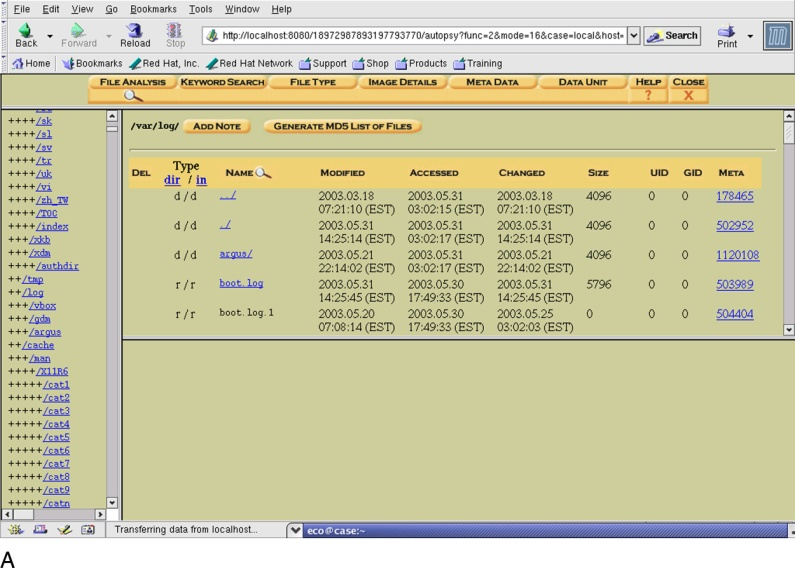 File Edit View Go Bookmarks Tools Window Help
Back Forward Reload Stop http://localhost:8080/1897298789319779377​0/autopsy?func=2&mode=16&case=local&host= Search Print
Home Bookmarks Red Hat, Inc. Red Hat Network Support Shop Products Training
FILE ANALYSIS KEYWORD SEARCH FILE TYPE IMAGE DETAILS META DATA DATA UNIT HELP CLOSE
? X
++++/sk
++++/sl
++++/sv
++++/tr
++++/uk
++++/vi
++++/zh_TW
++++/TOC
++++/index
+++/xkb
+++/xdm
++++/authdir
++/tmp
++/log
+++/vbox
+++/gdm
+++/argus
++/cache
+++/man
++++/X11R6
+++++/cat1
+++++/cat2
+++++/cat3
+++++/cat4
+++++/cat5
+++++/cat6
+++++/cat7
+++++/cat8
+++++/cat9
+++++/catn
/var/log/ ADD NOTE GENERATE MD5 LIST OF FILES
DEL Type NAME MODIFIED ACCESSED CHANGED SIZE UID GID META
dir / in
d / d ../ 2003.03.18 2003.05.31 2003.03.18 4096 0 0 178465
07:21:10 (EST) 03:02:15 (EST) 07:21:10 (EST)
d / d ./ 2003.05.31 2003.05.31 2003.05.31 4096 0 0 502952
14:25:14 (EST) 03:02:17 (EST) 14:25:14 (EST)
d / d argus/ 2003.05.21 2003.05.31 2003.05.21 4096 0 0 1120108
22:14:02 (EST) 03:02:17 (EST) 22:14:02 (EST)
r / r boot.log 2003.05.31 2003.05.30 2003.05.31 5796 0 0 503989
14:25:45 (EST) 17:49:33 (EST) 14:25:45 (EST)
r / r boot.log.1 2003.05.20 2003.05.30 2003.05.25 0 0 0 504404
07:08:14 (EST) 17:49:33 (EST) 03:02:03 (EST)
Transferring data from localhost... eco@case:~
A